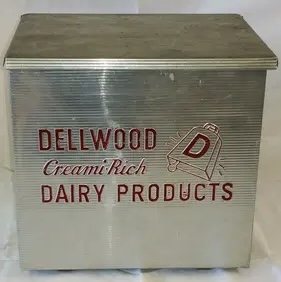 DELLWOOD
D
Creami-Rich
DAIRY PRODUCTS